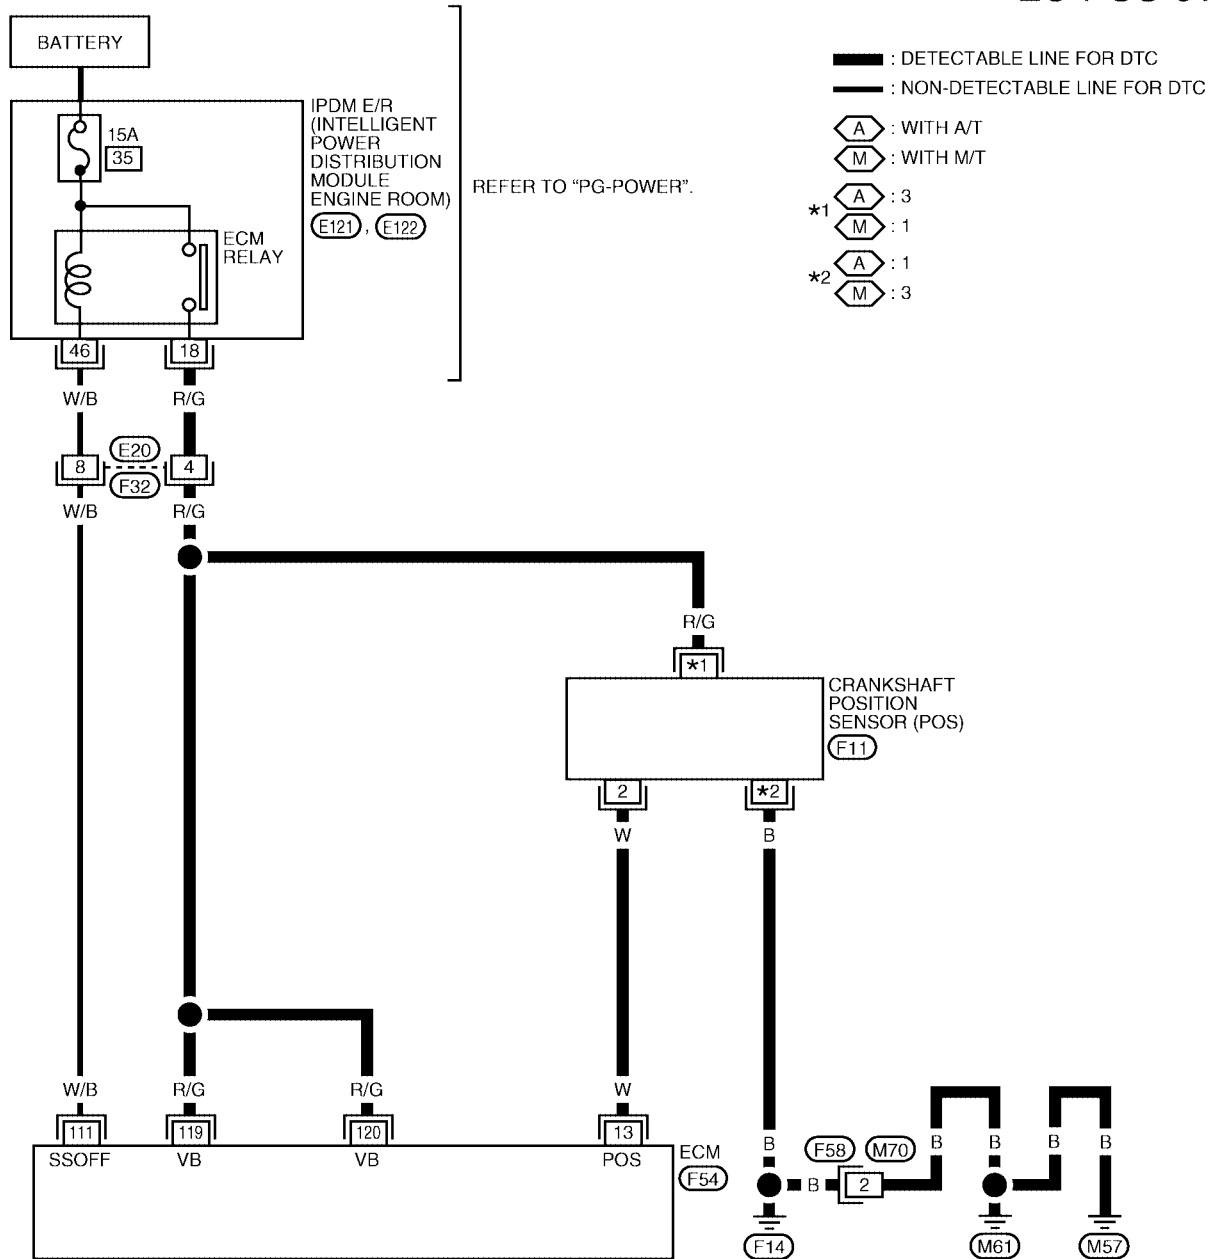 BATTERY
: DETECTABLE LINE FOR DTC
: NON-DETECTABLE LINE FOR DTC
A : WITH A/T
M : WITH M/T
*1 A : 3
M : 1
*2 A : 1
M : 3
15A
35
IPDM E/R
(INTELLIGENT
POWER
DISTRIBUTION
MODULE
ENGINE ROOM)
E121 , E122
REFER TO “PG-POWER”.
ECM
RELAY
46 18
W/B R/G
E20
8 4
F32
W/B R/G
R/G
*1
CRANKSHAFT
POSITION
SENSOR (POS)
F11
2 *2
W B
W/B R/G R/G W
111 119 120 13
SSOFF VB VB POS
ECM
F54
B F58 M70 B B B B
B 2
F14 M61 M57